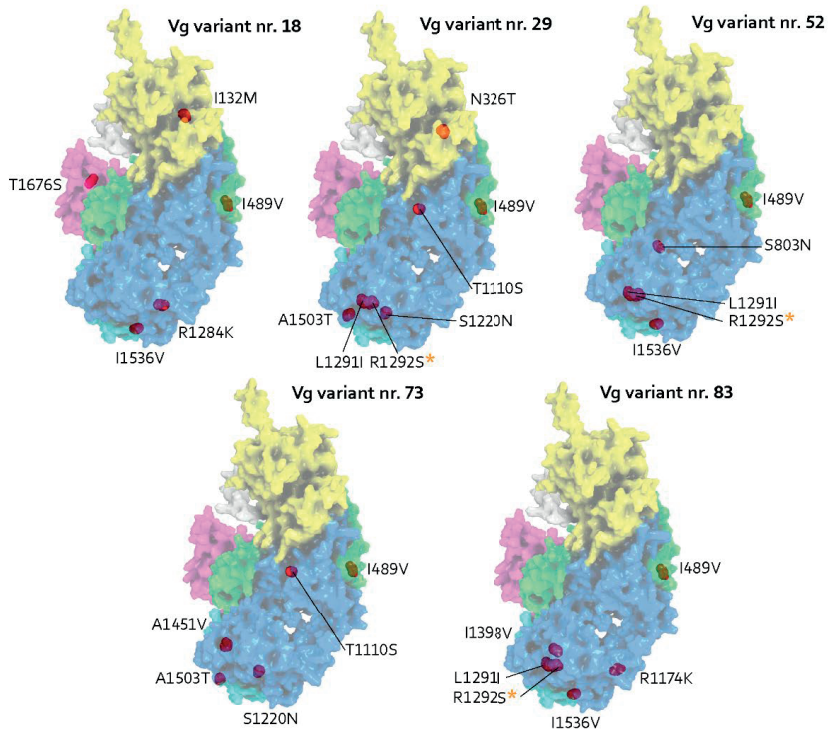 Vg variant nr. 18
Vg variant nr. 29
Vg variant nr. 52
I132M
T1676S
I489V
R1284K
I1536V
N326T
I489V
T1110S
A1503T
S1220N
L1291I R1292S*
I489V
S803N
L1291I
R1292S*
I1536V
Vg variant nr. 73
Vg variant nr. 83
I489V
A1451V
T1110S
A1503T
S1220N
I489V
I1398V
L1291I
R1174K
R1292S*
I1536V